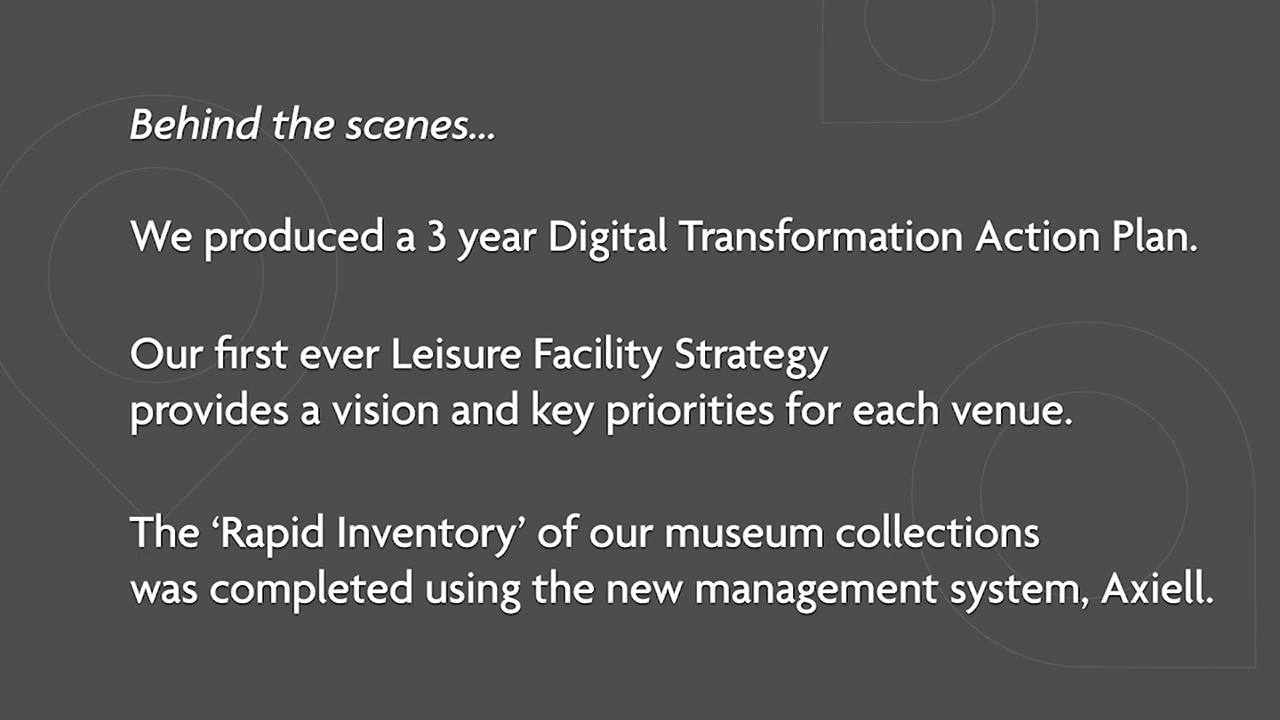 Behind the scenes...
We produced a 3 year Digital Transformation Action Plan.
Our first ever Leisure Facility Strategy
provides a vision and key priorities for each venue.
The ‘Rapid Inventory’ of our museum collections
was completed using the new management system, Axiell.